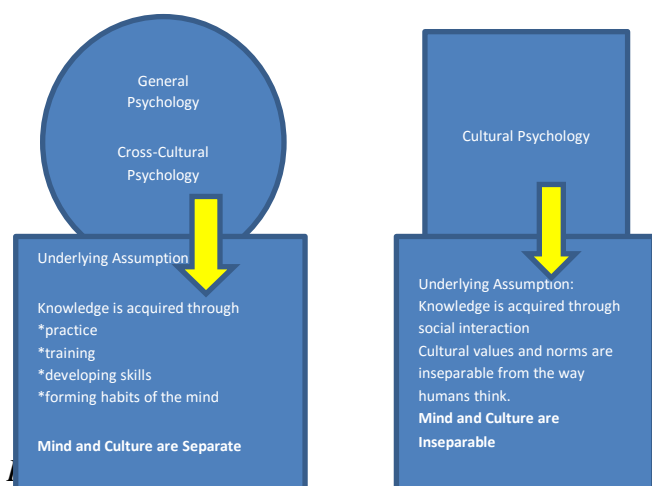 General
Psychology
Cross-Cultural
Psychology
Underlying Assumption
Knowledge is acquired through
*practice
*training
*developing skills
*forming habits of the mind
Mind and Culture are Separate
Cultural Psychology
Underlying Assumption:
Knowledge is acquired through
social interaction
Cultural values and norms are
inseparable from the way
humans think.
Mind and Culture are
Inseparable